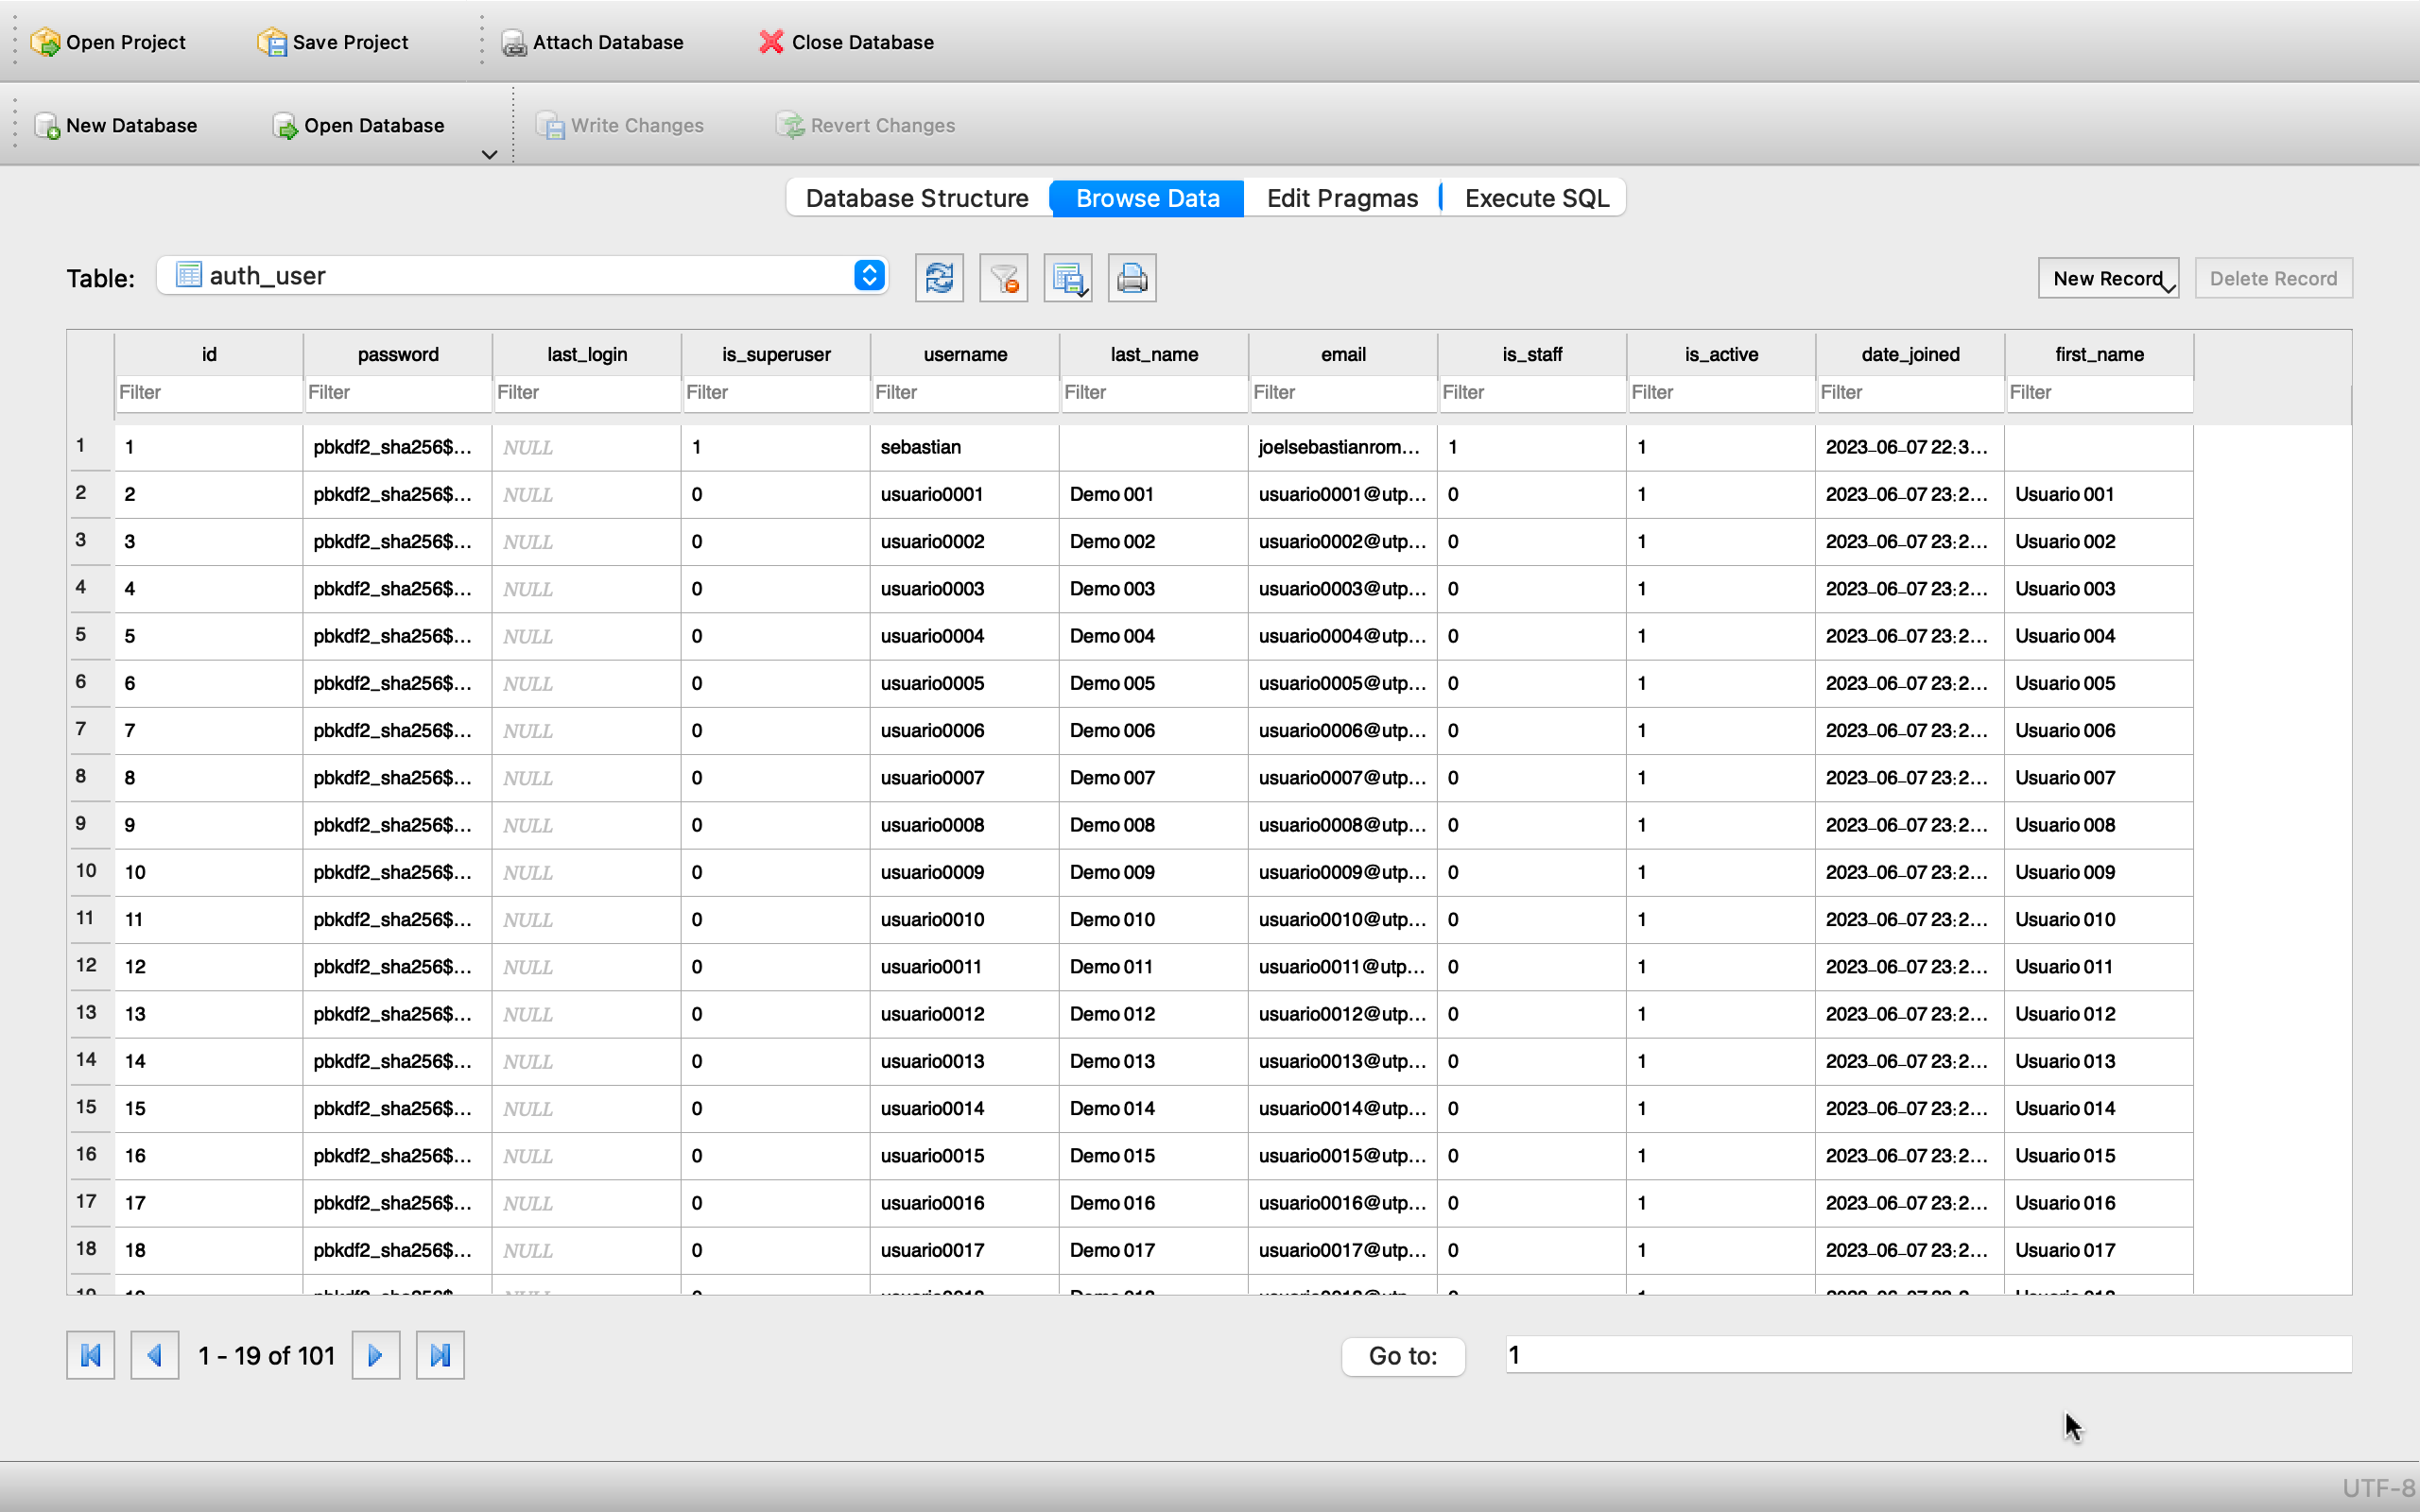 Open Project Save Project Attach Database Close Database
New Database Open Database Write Changes Revert Changes
Database Structure Browse Data Edit Pragmas Execute SQL
Table: auth_user New Record Delete Record
id password last_login is_superuser username last_name email is_staff is_active date_joined first_name
Filter Filter Filter Filter Filter Filter Filter Filter Filter Filter Filter
1 1 pbkdf2_sha256$... NULL 1 sebastian joelsebastianrom... 1 1 2023-06-07 22:3...
2 2 pbkdf2_sha256$... NULL 0 usuario0001 Demo 001 usuario0001@utp... 0 1 2023-06-07 23:2... Usuario 001
3 3 pbkdf2_sha256$... NULL 0 usuario0002 Demo 002 usuario0002@utp... 0 1 2023-06-07 23:2... Usuario 002
4 4 pbkdf2_sha256$... NULL 0 usuario0003 Demo 003 usuario0003@utp... 0 1 2023-06-07 23:2... Usuario 003
5 5 pbkdf2_sha256$... NULL 0 usuario0004 Demo 004 usuario0004@utp... 0 1 2023-06-07 23:2... Usuario 004
6 6 pbkdf2_sha256$... NULL 0 usuario0005 Demo 005 usuario0005@utp... 0 1 2023-06-07 23:2... Usuario 005
7 7 pbkdf2_sha256$... NULL 0 usuario0006 Demo 006 usuario0006@utp... 0 1 2023-06-07 23:2... Usuario 006
8 8 pbkdf2_sha256$... NULL 0 usuario0007 Demo 007 usuario0007@utp... 0 1 2023-06-07 23:2... Usuario 007
9 9 pbkdf2_sha256$... NULL 0 usuario0008 Demo 008 usuario0008@utp... 0 1 2023-06-07 23:2... Usuario 008
10 10 pbkdf2_sha256$... NULL 0 usuario0009 Demo 009 usuario0009@utp... 0 1 2023-06-07 23:2... Usuario 009
11 11 pbkdf2_sha256$... NULL 0 usuario0010 Demo 010 usuario0010@utp... 0 1 2023-06-07 23:2... Usuario 010
12 12 pbkdf2_sha256$... NULL 0 usuario0011 Demo 011 usuario0011@utp... 0 1 2023-06-07 23:2... Usuario 011
13 13 pbkdf2_sha256$... NULL 0 usuario0012 Demo 012 usuario0012@utp... 0 1 2023-06-07 23:2... Usuario 012
14 14 pbkdf2_sha256$... NULL 0 usuario0013 Demo 013 usuario0013@utp... 0 1 2023-06-07 23:2... Usuario 013
15 15 pbkdf2_sha256$... NULL 0 usuario0014 Demo 014 usuario0014@utp... 0 1 2023-06-07 23:2... Usuario 014
16 16 pbkdf2_sha256$... NULL 0 usuario0015 Demo 015 usuario0015@utp... 0 1 2023-06-07 23:2... Usuario 015
17 17 pbkdf2_sha256$... NULL 0 usuario0016 Demo 016 usuario0016@utp... 0 1 2023-06-07 23:2... Usuario 016
18 18 pbkdf2_sha256$... NULL 0 usuario0017 Demo 017 usuario0017@utp... 0 1 2023-06-07 23:2... Usuario 017
1 - 19 of 101 Go to: 1
UTF-8